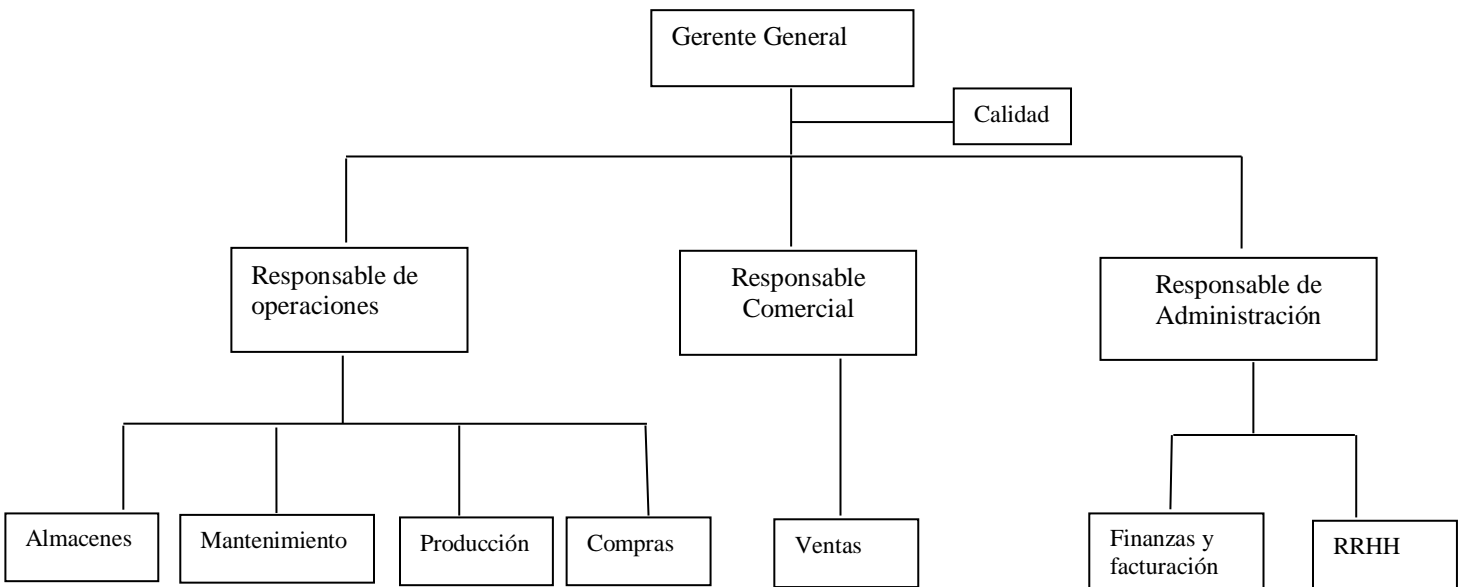 Gerente General
Calidad
Responsable de
operaciones
Responsable
Comercial
Responsable de
Administración
Almacenes
Mantenimiento
Producción
Compras
Ventas
Finanzas y
facturación
RRHH